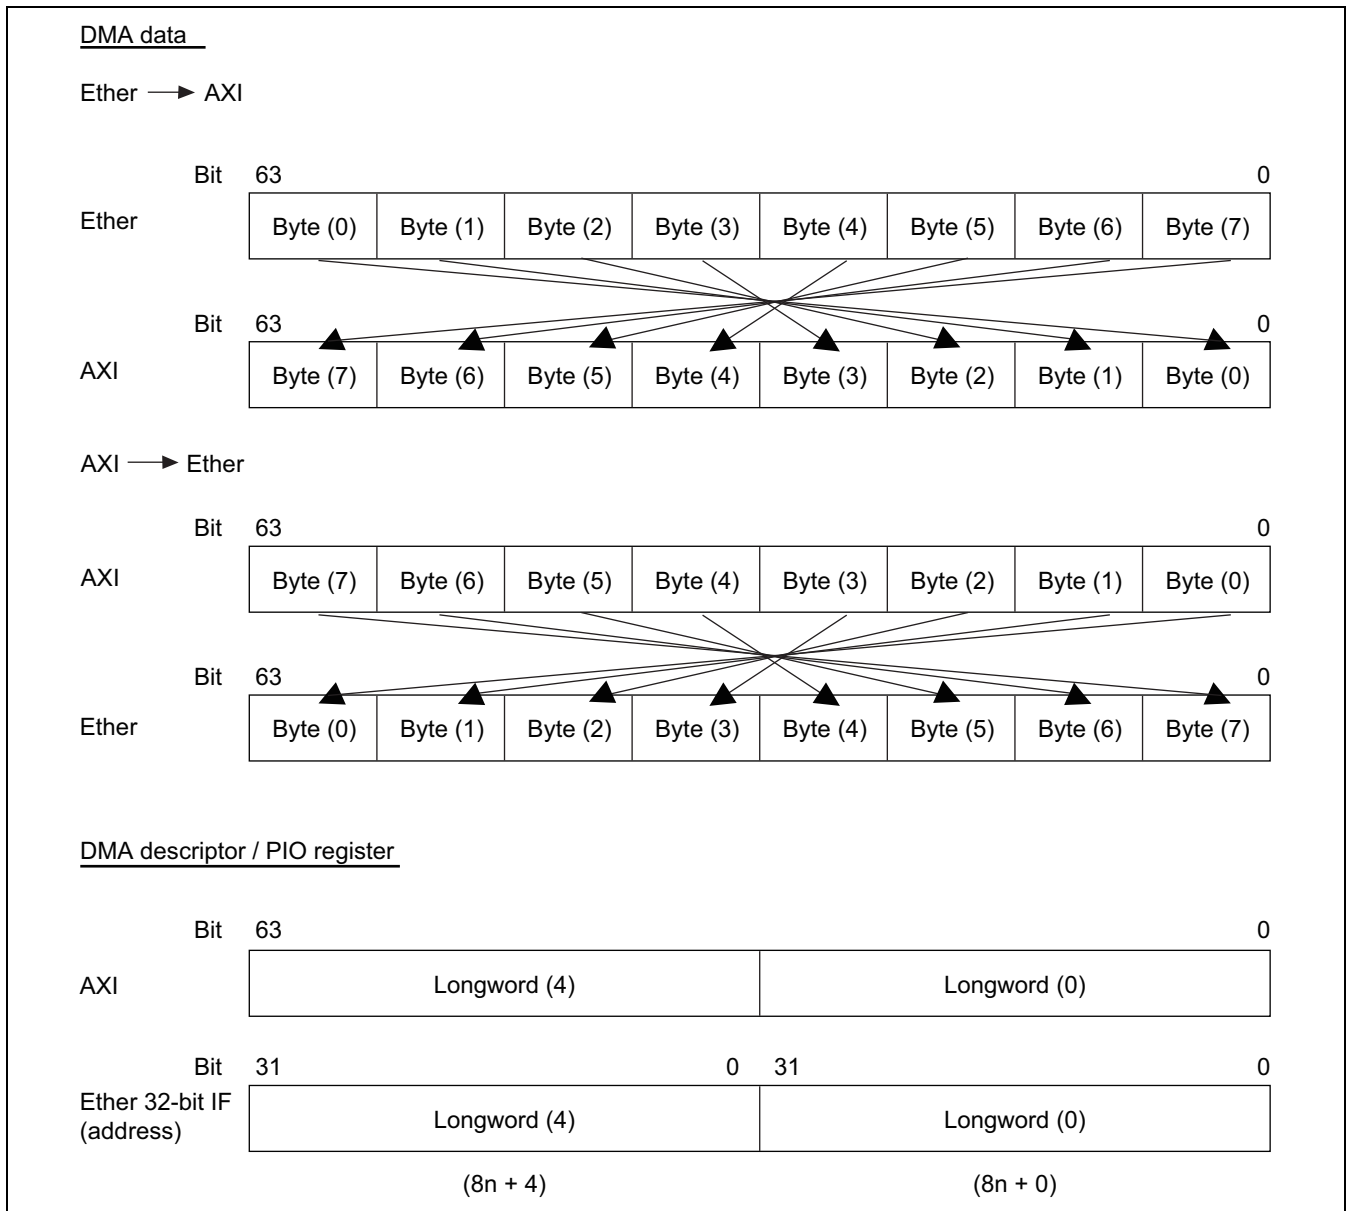 DMA data
Ether → AXI
Bit 63 0
Ether Byte (0) Byte (1) Byte (2) Byte (3) Byte (4) Byte (5) Byte (6) Byte (7)
Bit 63 0
AXI Byte (7) Byte (6) Byte (5) Byte (4) Byte (3) Byte (2) Byte (1) Byte (0)
AXI → Ether
Bit 63 0
AXI Byte (7) Byte (6) Byte (5) Byte (4) Byte (3) Byte (2) Byte (1) Byte (0)
Bit 63 0
Ether Byte (0) Byte (1) Byte (2) Byte (3) Byte (4) Byte (5) Byte (6) Byte (7)
DMA descriptor / PIO register
Bit 63 0
AXI Longword (4) Longword (0)
Bit 31 0 31 0
Ether 32-bit IF
(address) Longword (4) Longword (0)
(8n + 4) (8n + 0)